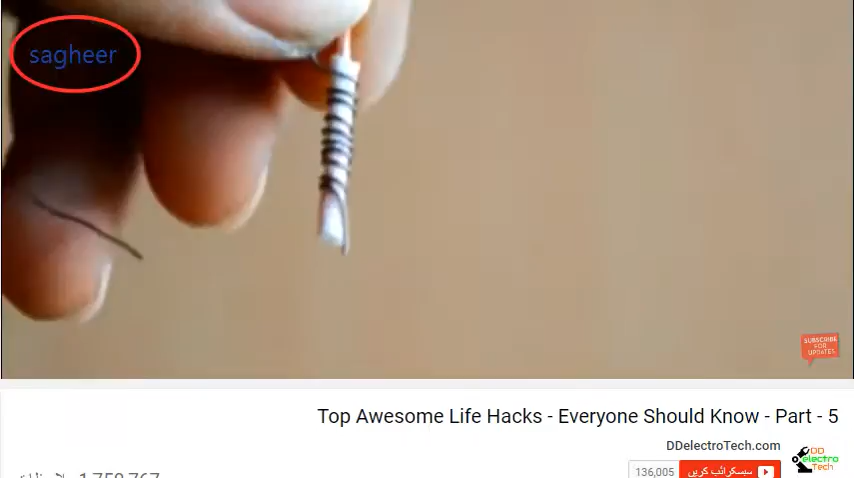 sagheer
SUBSCRIBE
FOR
UPDATES
Top Awesome Life Hacks - Everyone Should Know - Part - 5
DDelectroTech.com
DD
electro
Tech
136,005
سبسکرائب کریں